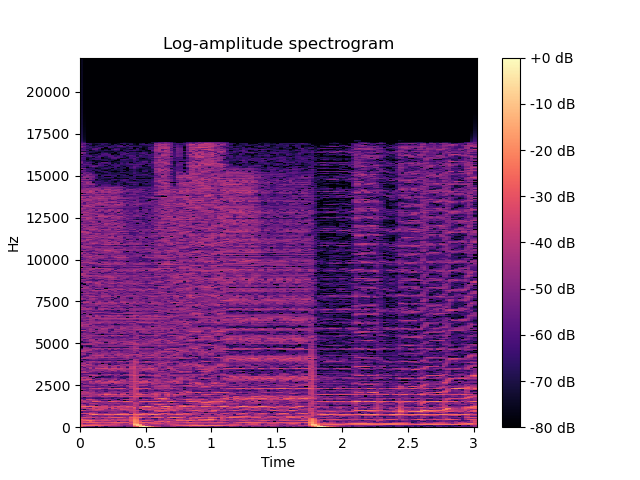 Log-amplitude spectrogram
+0 dB
20000
-10 dB
17500
-20 dB
15000
-30 dB
12500
-40 dB
Hz
10000
-50 dB
7500
-60 dB
5000
-70 dB
2500
0
-80 dB
0 0.5 1 1.5 2 2.5 3
Time